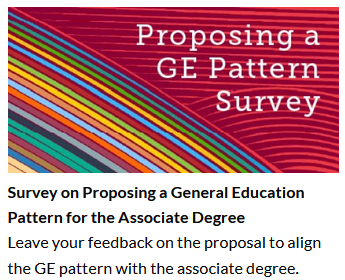 Proposing a
GE Pattern
Survey
Survey on Proposing a General Education
Pattern for the Associate Degree
Leave your feedback on the proposal to align
the GE pattern with the associate degree.